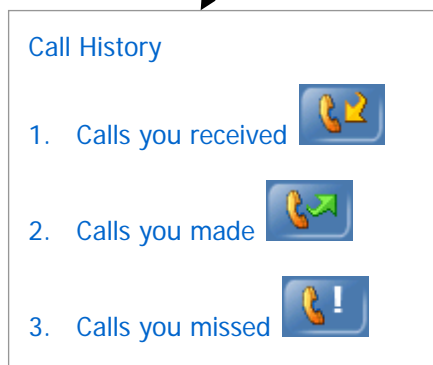 Call History
1. Calls you received
2. Calls you made
3. Calls you missed